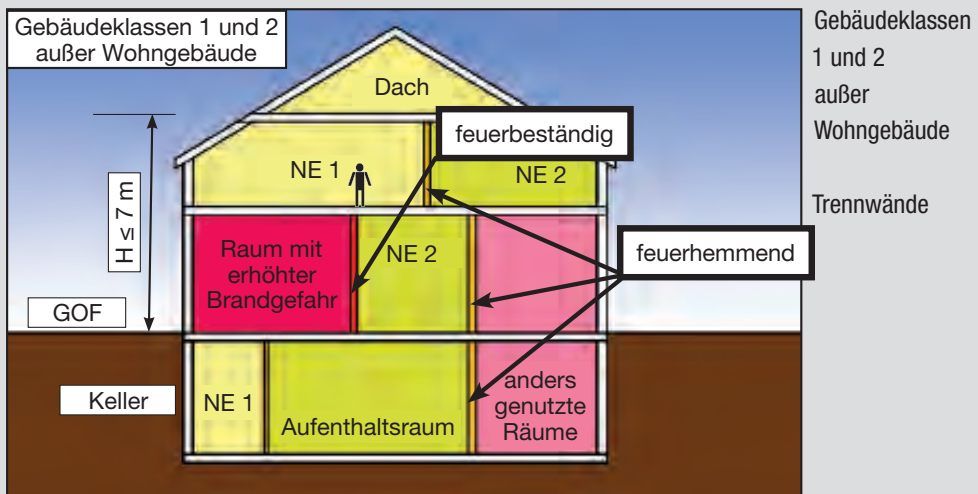 Gebäudeklassen 1 und 2
außer Wohngebäude
Dach
feuerbeständig
NE 1
NE 2
H ≤ 7 m
Raum mit
erhöhter
Brandgefahr
NE 2
feuerhemmend
GOF
Keller
NE 1
Aufenthaltsraum
anders
genutzte
Räume
Gebäudeklassen
1 und 2
außer
Wohngebäude
Trennwände